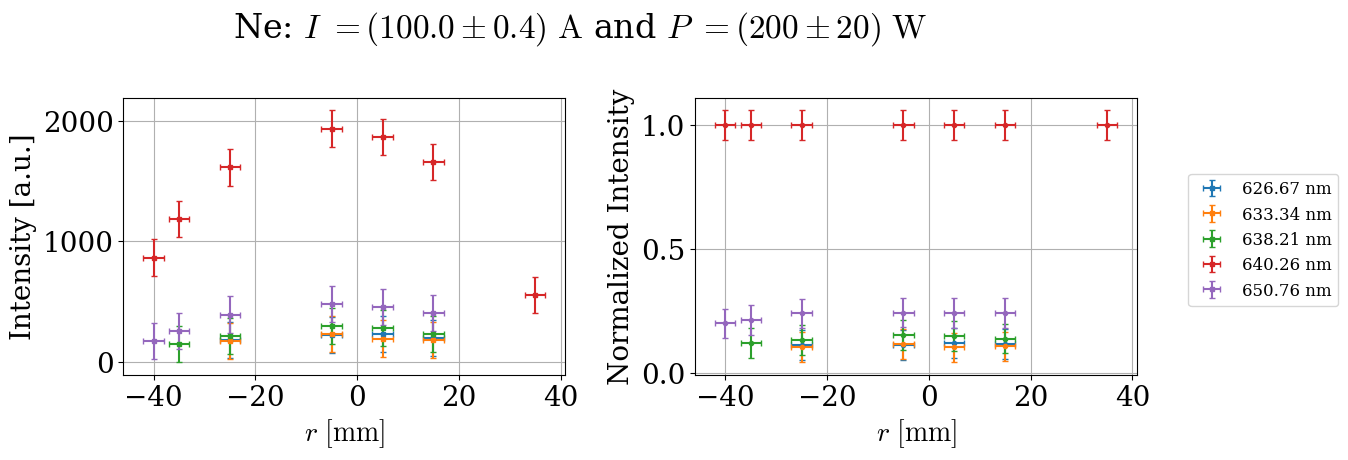 Ne: I = (100.0 ± 0.4) A and P = (200 ± 20) W
Intensity [a.u.]
2000
1000
0
−40 −20 0 20 40
r [mm]
Normalized Intensity
1.0
0.5
0.0
−40 −20 0 20 40
r [mm]
626.67 nm
633.34 nm
638.21 nm
640.26 nm
650.76 nm